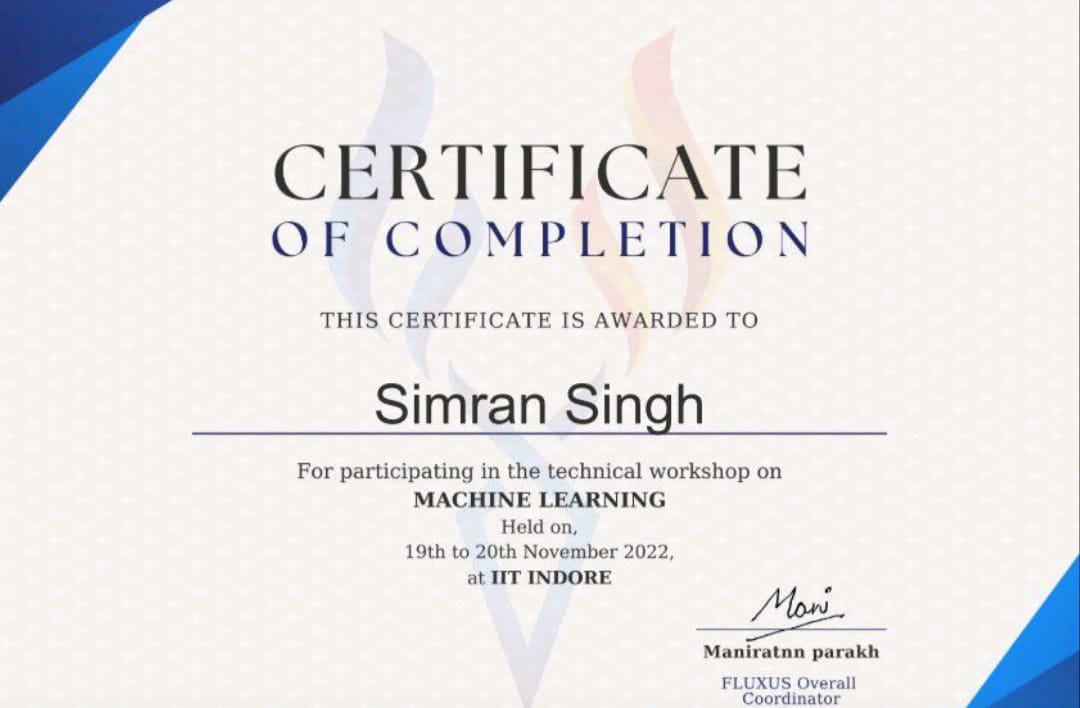 CERTIFICATE
OF COMPLETION
THIS CERTIFICATE IS AWARDED TO
Simran Singh
For participating in the technical workshop on
MACHINE LEARNING
Held on,
19th to 20th November 2022,
at IIT INDORE
Mani
Maniratnn parakh
FLUXUS Overall
Coordinator